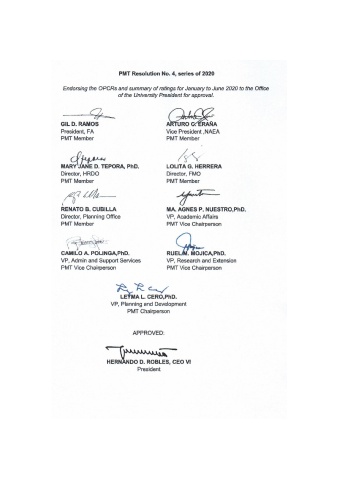 PMT Resolution No. 4, series of 2020
Endorsing the OPCRs and summary of ratings for January to June 2020 to the Office
of the University President for approval.
GIL D. RAMOS
President, FA
PMT Member
ARTURO G. ERAÑA
Vice President ,NAEA
PMT Member
MARY JANE D. TEPORA, PhD.
Director, HRDO
PMT Member
LOLITA G. HERRERA
Director, FMO
PMT Member
RENATO B. CUBILLA
Director, Planning Office
PMT Member
MA. AGNES P. NUESTRO,PhD.
VP, Academic Affairs
PMT Vice Chairperson
CAMILO A. POLINGA,PhD.
VP, Admin and Support Services
PMT Vice Chairperson
RUEL M. MOJICA,PhD.
VP, Research and Extension
PMT Vice Chairperson
LETMA L. CERO,PhD.
VP, Planning and Development
PMT Chairperson
APPROVED:
HERNANDO D. ROBLES, CEO VI
President